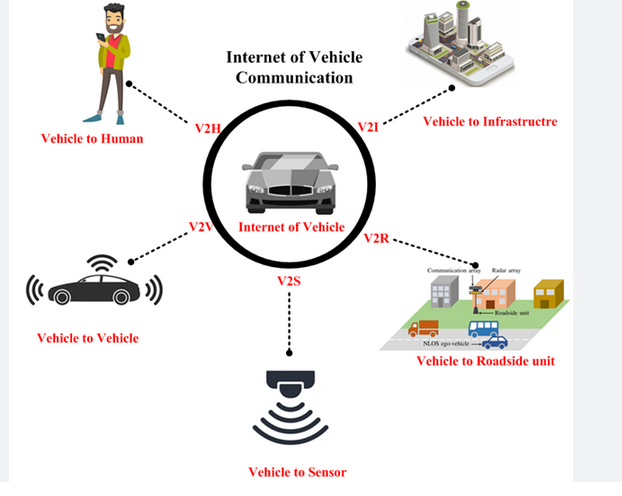 Internet of Vehicle
Communication
V2H
V2I
Vehicle to Human
Vehicle to Infrastructre
Internet of Vehicle
V2V
V2R
Communication array
Radar array
Roadside unit
NLOS ego-vehicle
V2S
Vehicle to Vehicle
Vehicle to Roadside unit
Vehicle to Sensor